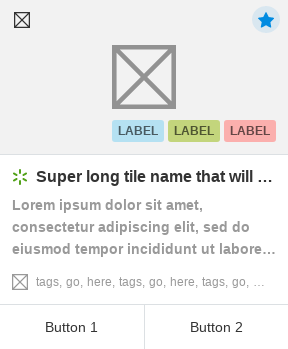 LABEL LABEL LABEL
Super long tile name that will ...
Lorem ipsum dolor sit amet,
consectetur adipiscing elit, sed do
eiusmod tempor incididunt ut labore...
tags, go, here, tags, go, here, tags, go, ...
Button 1 Button 2